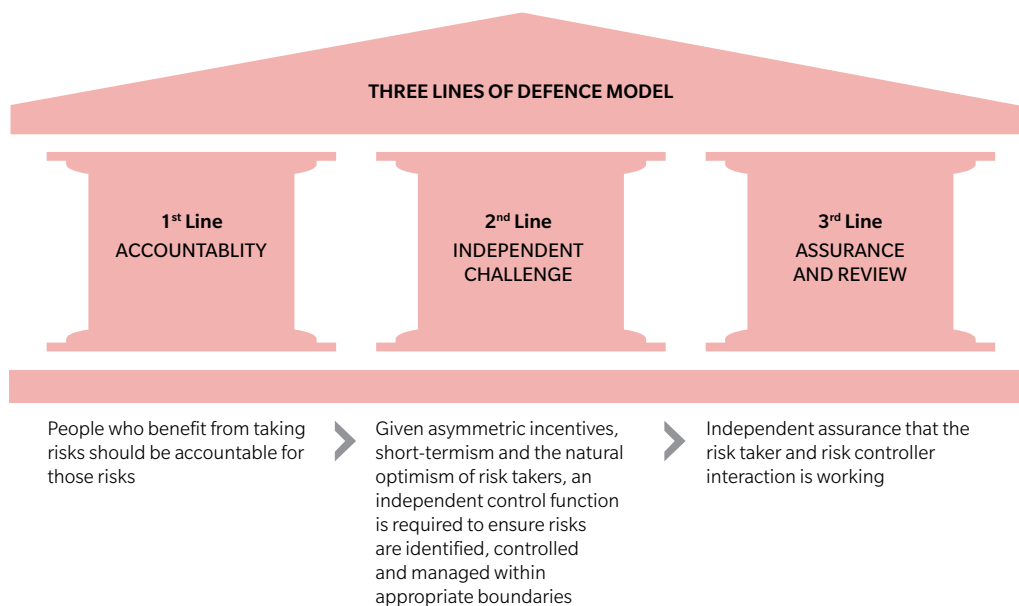 THREE LINES OF DEFENCE MODEL
1st Line
ACCOUNTABLITY
2nd Line
INDEPENDENT
CHALLENGE
3rd Line
ASSURANCE
AND REVIEW
People who benefit from taking
risks should be accountable for
those risks
Given asymmetric incentives,
short-termism and the natural
optimism of risk takers, an
independent control function
is required to ensure risks
are identified, controlled
and managed within
appropriate boundaries
Independent assurance that the
risk taker and risk controller
interaction is working